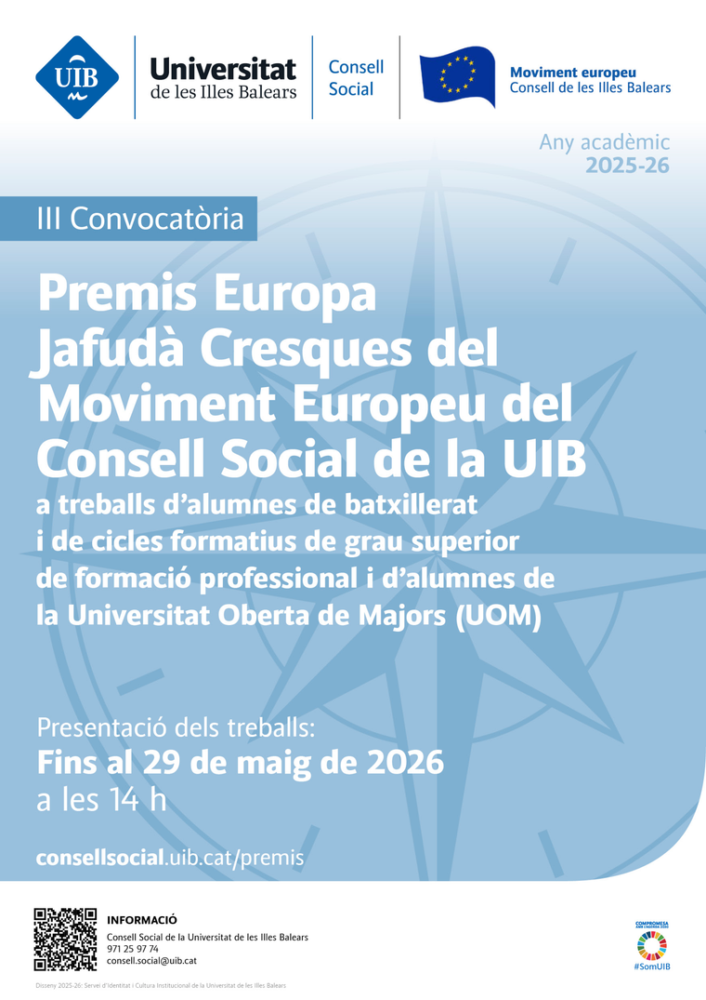 UIB
Universitat
de les Illes Balears
Consell
Social
Moviment europeu
Consell de les Illes Balears
Any acadèmic
2025-26
III Convocatòria
Premis Europa
Jafudà Cresques del
Moviment Europeu del
Consell Social de la UIB
a treballs d’alumnes de batxillerat
i de cicles formatius de grau superior
de formació professional i d’alumnes de
la Universitat Oberta de Majors (UOM)
Presentació dels treballs:
Fins al 29 de maig de 2026
a les 14 h
consellsocial.uib.cat/premis
INFORMACIÓ
Consell Social de la Universitat de les Illes Balears
971 25 97 74
consell.social@uib.cat
COMPROMESA
AMB L'AGENDA 2030
#SomUIB
Disseny 2025-26: Servei d'Identitat i Cultura Institucional de la Universitat de les Illes Balears